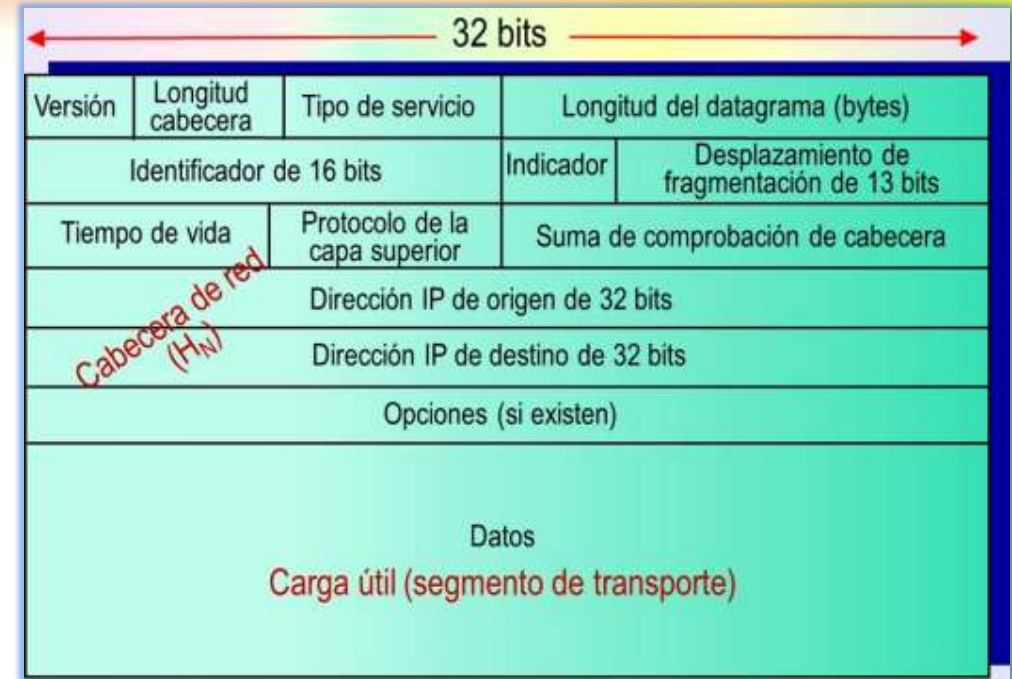 32 bits
Versión
Longitud
cabecera
Tipo de servicio
Longitud del datagrama (bytes)
Identificador de 16 bits
Indicador
Desplazamiento de
fragmentación de 13 bits
Tiempo de vida
Protocolo de la
capa superior
Suma de comprobación de cabecera
Cabecera de red
(H_N)
Dirección IP de origen de 32 bits
Dirección IP de destino de 32 bits
Opciones (si existen)
Datos
Carga útil (segmento de transporte)